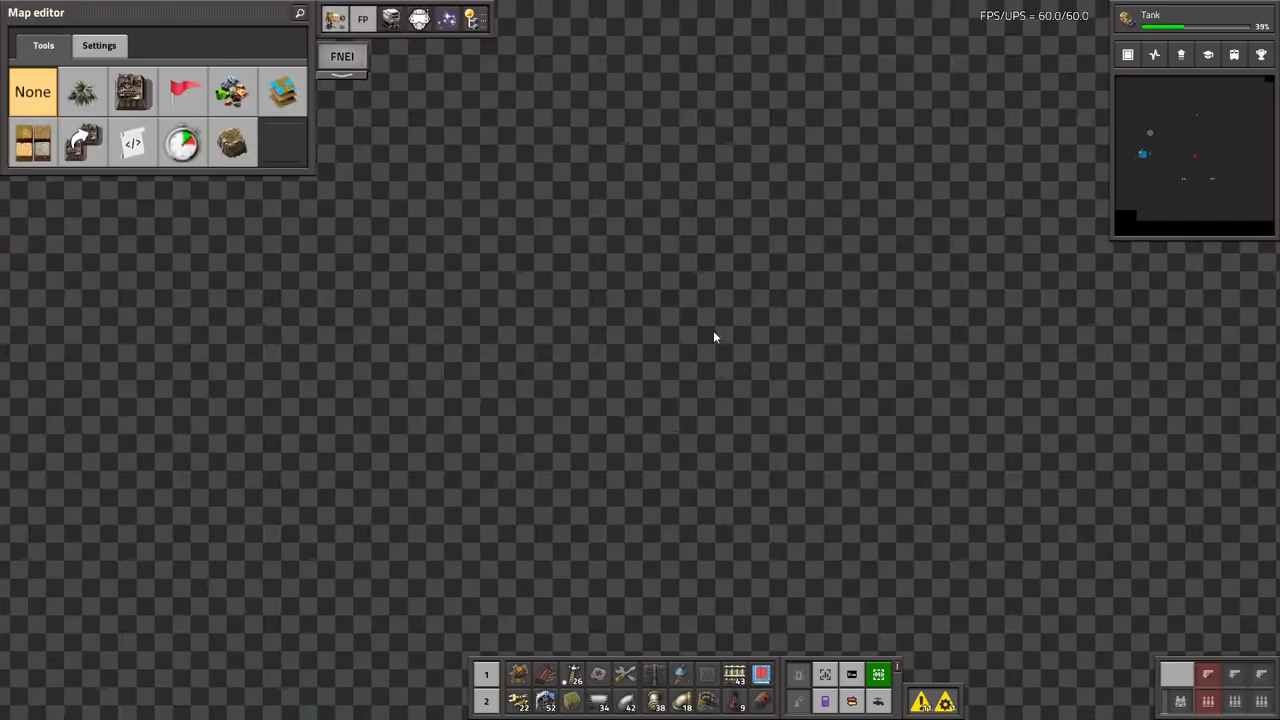 Map editor
Tools Settings
None
</>
FP
FNEI
FPS/UPS = 60.0/60.0
Tank
39%
1
26
43
2
22
52
34
42
38
18
9